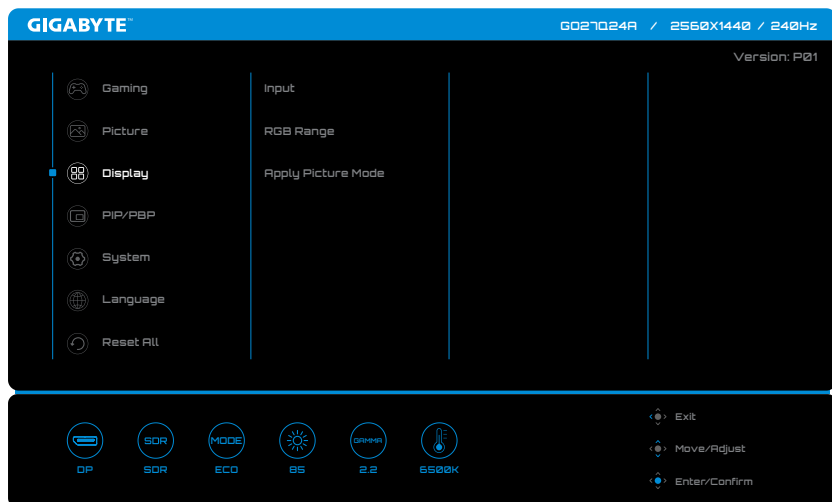 GIGABYTE™
GO27Q24A / 2560X1440 / 240Hz
Version: P01
Gaming
Picture
Display
PIP/PBP
System
Language
Reset All
Input
RGB Range
Apply Picture Mode
SDR
MODE
GAMMA
DP
SDR
ECO
85
2.2
6500K
Exit
Move/Adjust
Enter/Confirm